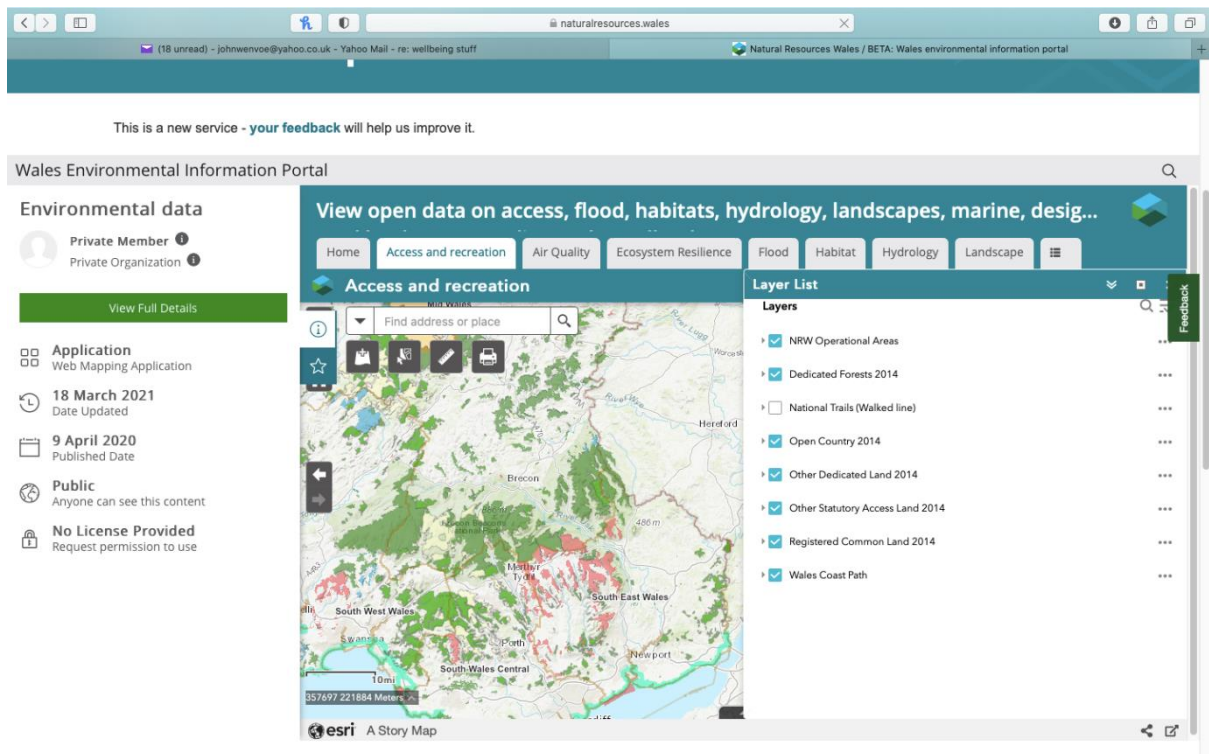 naturalresources.wales
(18 unread) - johnwenvoe@yahoo.co.uk - Yahoo Mail - re: wellbeing stuff
Natural Resources Wales / BETA: Wales environmental information portal
This is a new service - your feedback will help us improve it.
Wales Environmental Information Portal
Environmental data
Private Member
Private Organization
View Full Details
Application
Web Mapping Application
18 March 2021
Date Updated
9 April 2020
Published Date
Public
Anyone can see this content
No License Provided
Request permission to use
View open data on access, flood, habitats, hydrology, landscapes, marine, desig...
Home
Access and recreation
Air Quality
Ecosystem Resilience
Flood
Habitat
Hydrology
Landscape
Access and recreation
Mid Wales
Find address or place
River Lugg
Hereford
Brecon
486 m
Merthyr
Tydfil
South East Wales
South West Wales
Swansea
Porth
Newport
South Wales Central
10mi
357697 221884 Meters
Layer List
Layers
NRW Operational Areas
Dedicated Forests 2014
National Trails (Walked line)
Open Country 2014
Other Dedicated Land 2014
Other Statutory Access Land 2014
Registered Common Land 2014
Wales Coast Path
Feedback
esri A Story Map